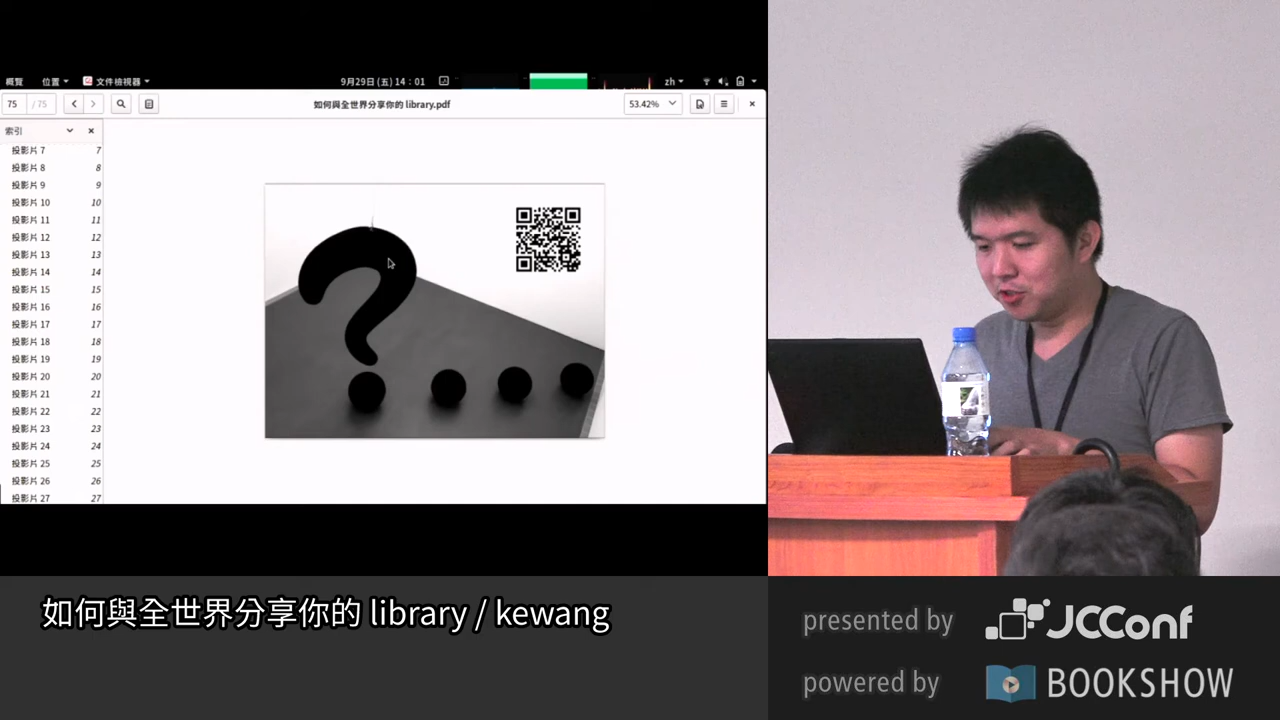 概覽 位置 文件檢視器 9月29日 (五) 14：01 zh
75 / 75 如何與全世界分享你的 library.pdf 53.42%
索引
投影片 7 7
投影片 8 8
投影片 9 9
投影片 10 10
投影片 11 11
投影片 12 12
投影片 13 13
投影片 14 14
投影片 15 15
投影片 16 16
投影片 17 17
投影片 18 18
投影片 19 19
投影片 20 20
投影片 21 21
投影片 22 22
投影片 23 23
投影片 24 24
投影片 25 25
投影片 26 26
投影片 27 27
如何與全世界分享你的 library / kewang
presented by JCConf
powered by BOOKSHOW